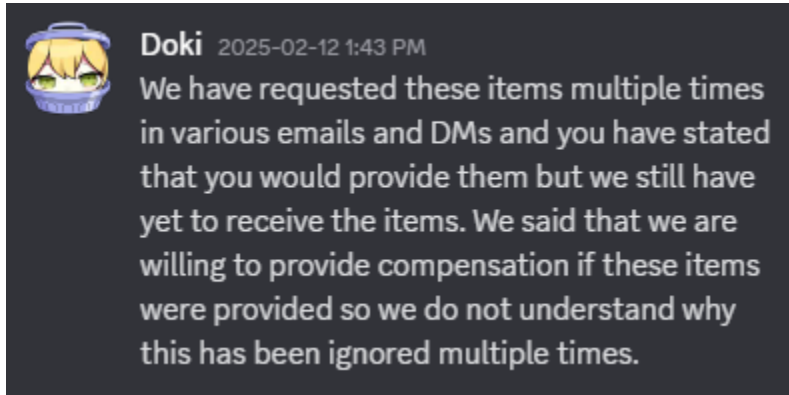 Doki 2025-02-12 1:43 PM
We have requested these items multiple times
in various emails and DMs and you have stated
that you would provide them but we still have
yet to receive the items. We said that we are
willing to provide compensation if these items
were provided so we do not understand why
this has been ignored multiple times.